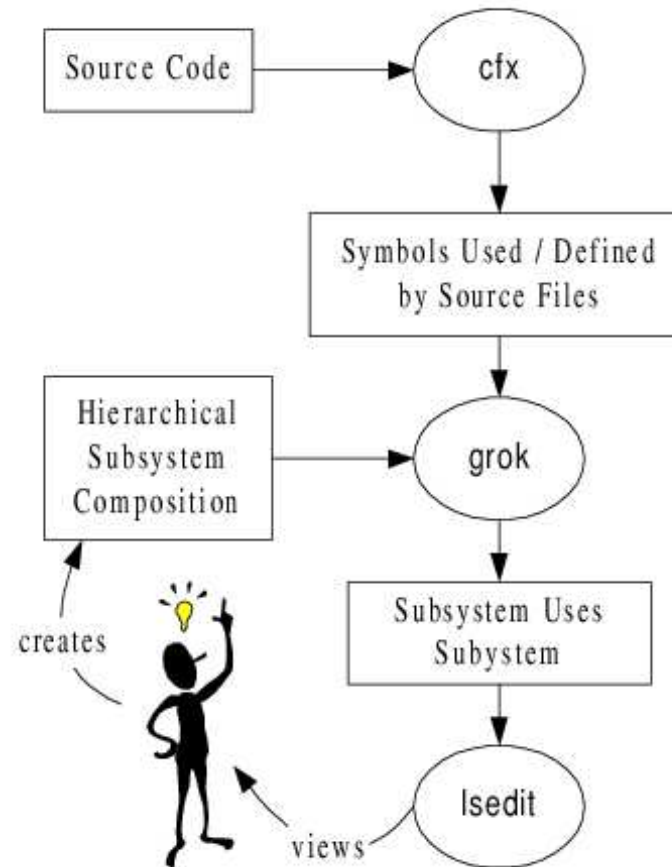 Source Code
cfx
Symbols Used / Defined
by Source Files
Hierarchical
Subsystem
Composition
grok
Subsystem Uses
Subystem
creates
lsedit
views